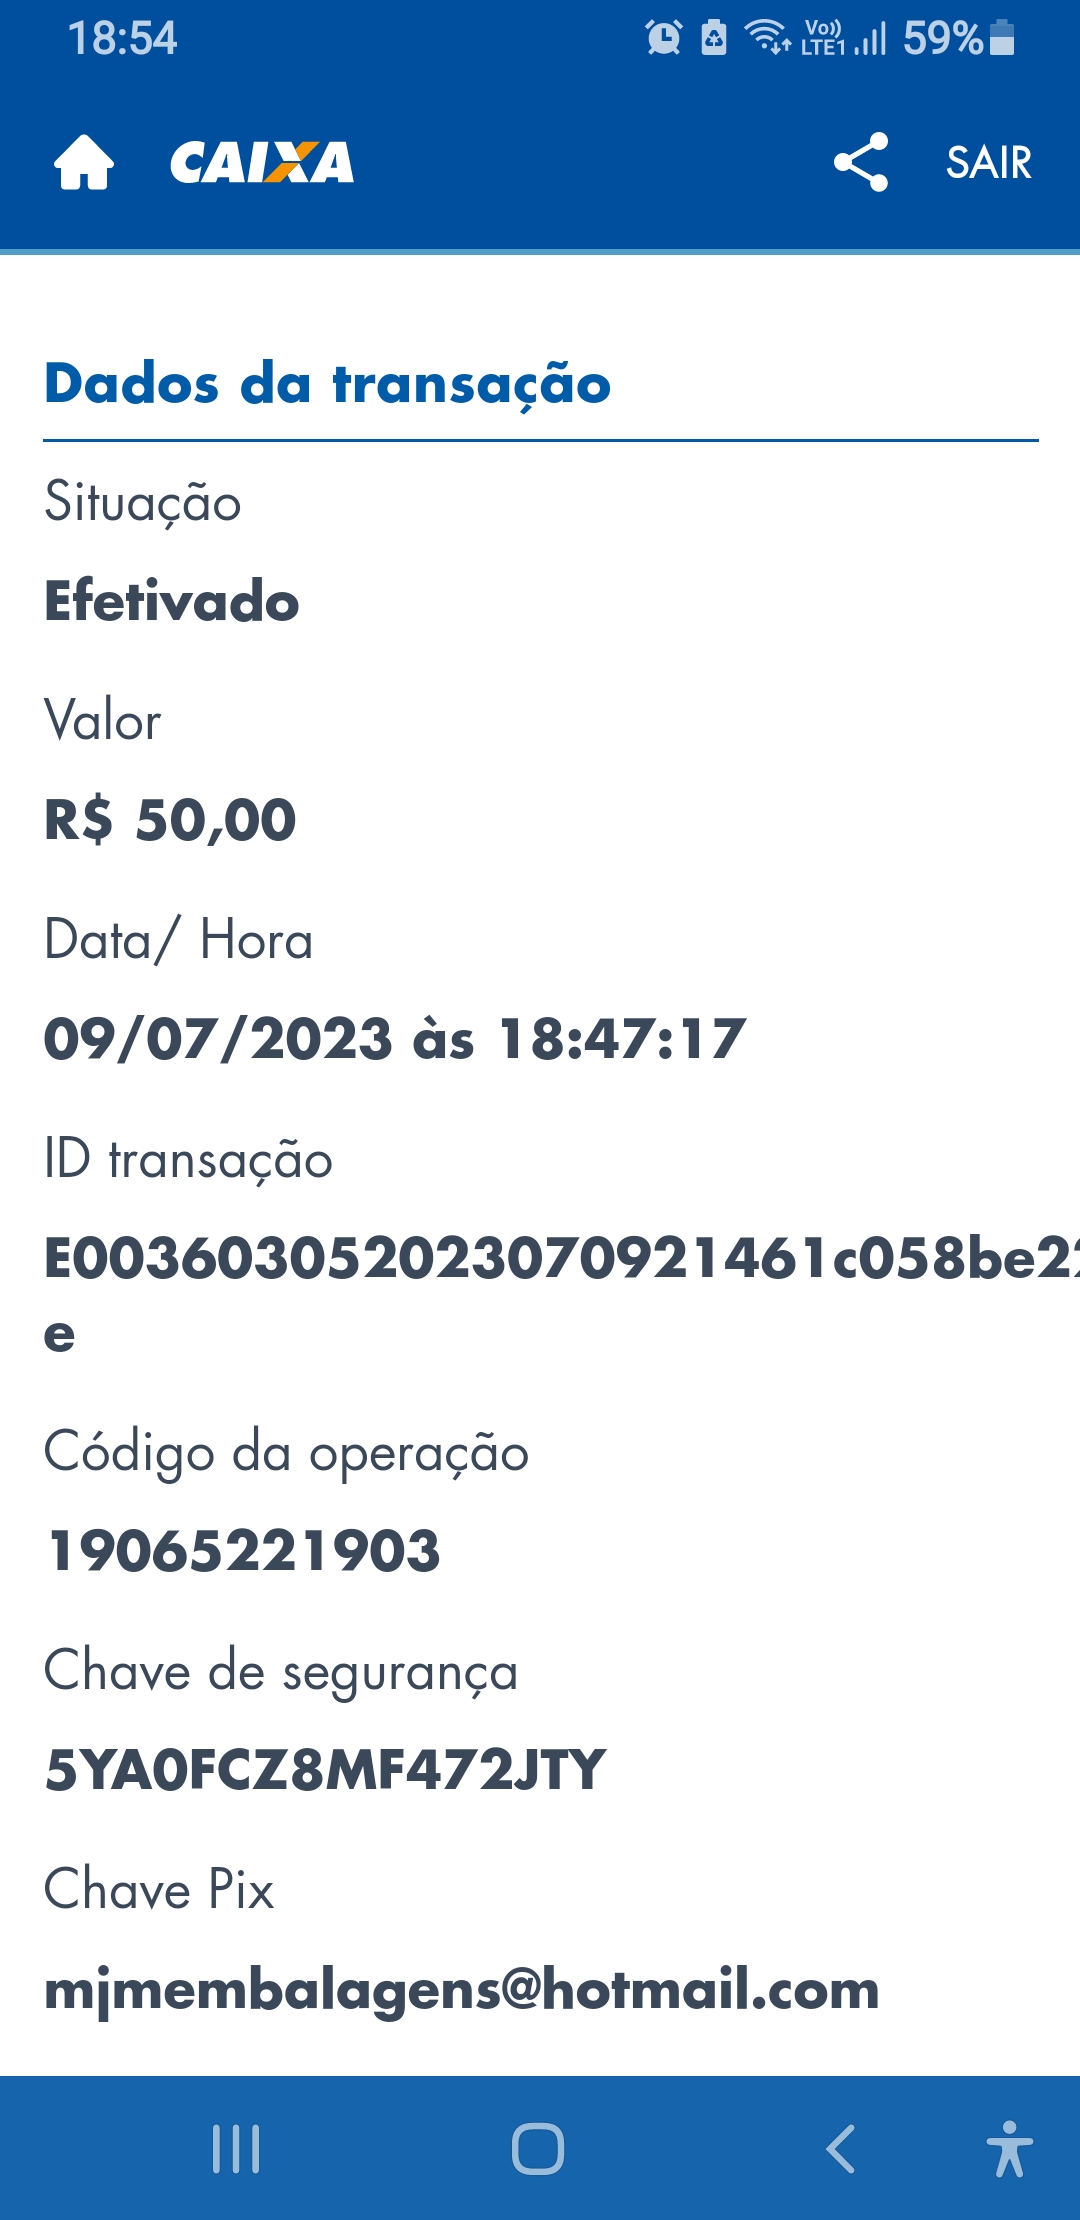 18:54
Vo)) LTE1 59%
CAIXA SAIR
Dados da transação
Situação
Efetivado
Valor
R$ 50,00
Data/ Hora
09/07/2023 às 18:47:17
ID transação
E003603052023070921461c058be22
e
Código da operação
19065221903
Chave de segurança
5YA0FCZ8MF472JTY
Chave Pix
mjmembalagens@hotmail.com